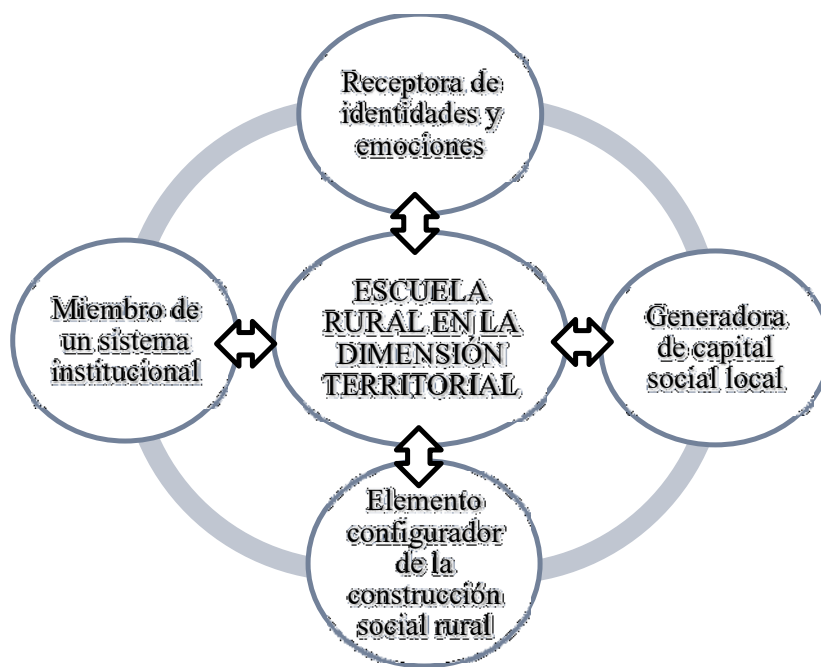 Receptora de
identidades y
emociones
Miembro de
un sistema
institucional
ESCUELA
RURAL EN LA
DIMENSIÓN
TERRITORIAL
Generadora
de capital
social local
Elemento
configurador
de la
construcción
social rural